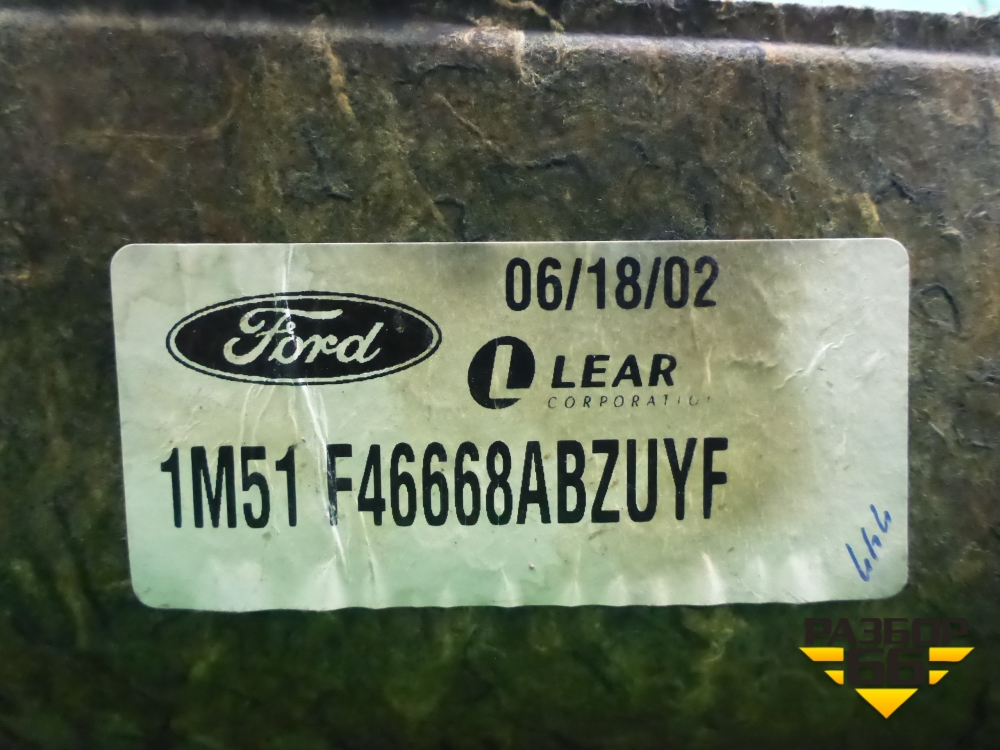 06/18/02
Ford
LEAR
CORPORATION
1M51 F46668ABZUYF
РАЗБОР
66